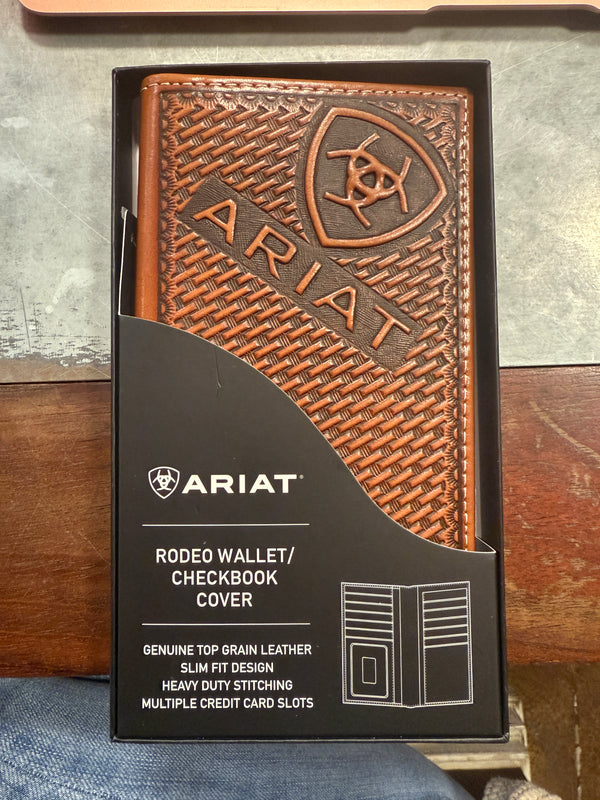 ARIAT
ARIAT®
RODEO WALLET/
CHECKBOOK
COVER
GENUINE TOP GRAIN LEATHER
SLIM FIT DESIGN
HEAVY DUTY STITCHING
MULTIPLE CREDIT CARD SLOTS